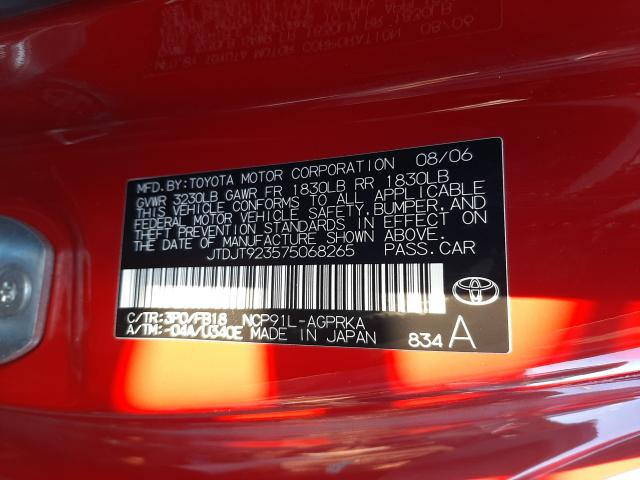 MFD.BY:TOYOTA MOTOR CORPORATION 08/06
GVWR 3230LB GAWR FR 1830LB RR 1830LB
THIS VEHICLE CONFORMS TO ALL APPLICABLE
FEDERAL MOTOR VEHICLE SAFETY,BUMPER,AND
THEFT PREVENTION STANDARDS IN EFFECT ON
THE DATE OF MANUFACTURE SHOWN ABOVE.
JTDJT923575068265 PASS.CAR
C/TR:3P0/FB18 NCP91L-AGPRKA
A/TM:-04A/U340E MADE IN JAPAN 834 A